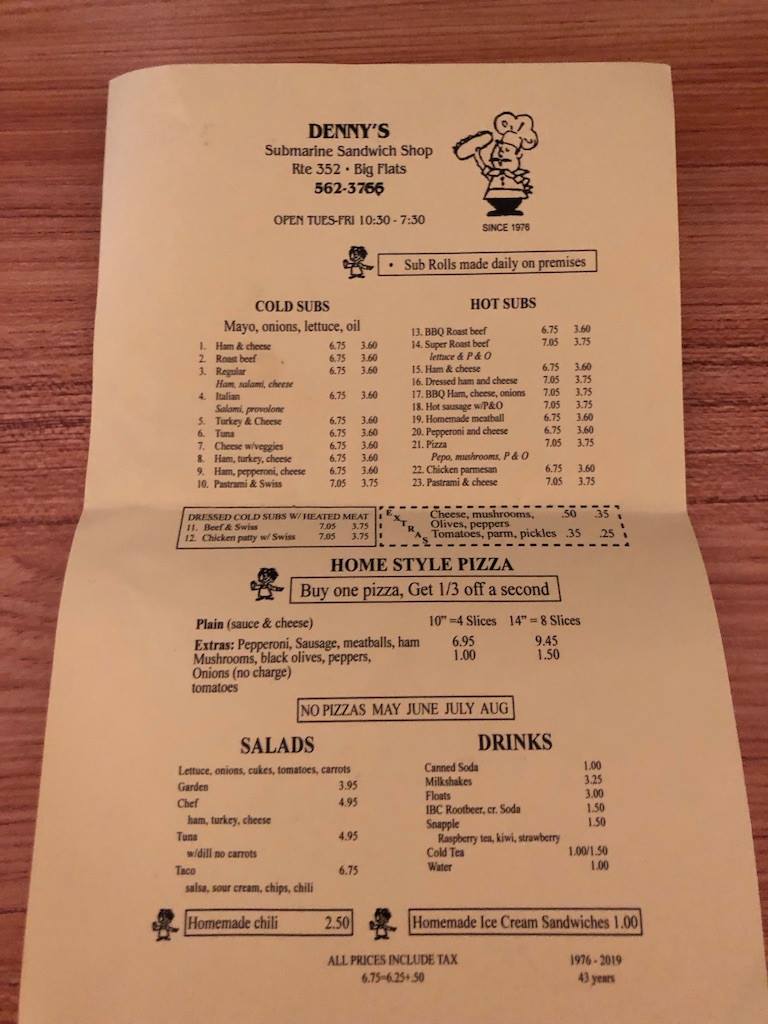 DENNY'S
Submarine Sandwich Shop
Rte 352 • Big Flats
562-3766
OPEN TUES-FRI 10:30 - 7:30
SINCE 1976
• Sub Rolls made daily on premises
COLD SUBS
Mayo, onions, lettuce, oil
1. Ham & cheese 6.75 3.60
2. Roast beef 6.75 3.60
3. Regular 6.75 3.60
Ham, salami, cheese
4. Italian 6.75 3.60
Salami, provolone
5. Turkey & Cheese 6.75 3.60
6. Tuna 6.75 3.60
7. Cheese w/veggies 6.75 3.60
8. Ham, turkey, cheese 6.75 3.60
9. Ham, pepperoni, cheese 6.75 3.60
10. Pastrami & Swiss 7.05 3.75
HOT SUBS
13. BBQ Roast beef 6.75 3.60
14. Super Roast beef 7.05 3.75
lettuce & P & O
15. Ham & cheese 6.75 3.60
16. Dressed ham and cheese 7.05 3.75
17. BBQ Ham, cheese, onions 7.05 3.75
18. Hot sausage w/P&O 7.05 3.75
19. Homemade meatball 6.75 3.60
20. Pepperoni and cheese 6.75 3.60
21. Pizza 7.05 3.75
Pepo, mushrooms, P & O
22. Chicken parmesan 6.75 3.60
23. Pastrami & cheese 7.05 3.75
DRESSED COLD SUBS W/ HEATED MEAT
11. Beef & Swiss 7.05 3.75
12. Chicken patty w/ Swiss 7.05 3.75
EXTRAS
Cheese, mushrooms, .50 .35
Olives, peppers
Tomatoes, parm, pickles .35 .25
HOME STYLE PIZZA
Buy one pizza, Get 1/3 off a second
Plain (sauce & cheese) 10" =4 Slices 14" = 8 Slices
Extras: Pepperoni, Sausage, meatballs, ham 6.95 9.45
Mushrooms, black olives, peppers, 1.00 1.50
Onions (no charge)
tomatoes
NO PIZZAS MAY JUNE JULY AUG
SALADS
Lettuce, onions, cukes, tomatoes, carrots
Garden 3.95
Chef 4.95
ham, turkey, cheese
Tuna 4.95
w/dill no carrots
Taco 6.75
salsa, sour cream, chips, chili
DRINKS
Canned Soda 1.00
Milkshakes 3.25
Floats 3.00
IBC Rootbeer, cr. Soda 1.50
Snapple 1.50
Raspberry tea, kiwi, strawberry
Cold Tea 1.00/1.50
Water 1.00
Homemade chili 2.50
Homemade Ice Cream Sandwiches 1.00
ALL PRICES INCLUDE TAX
6.75=6.25+.50
1976 - 2019
43 years